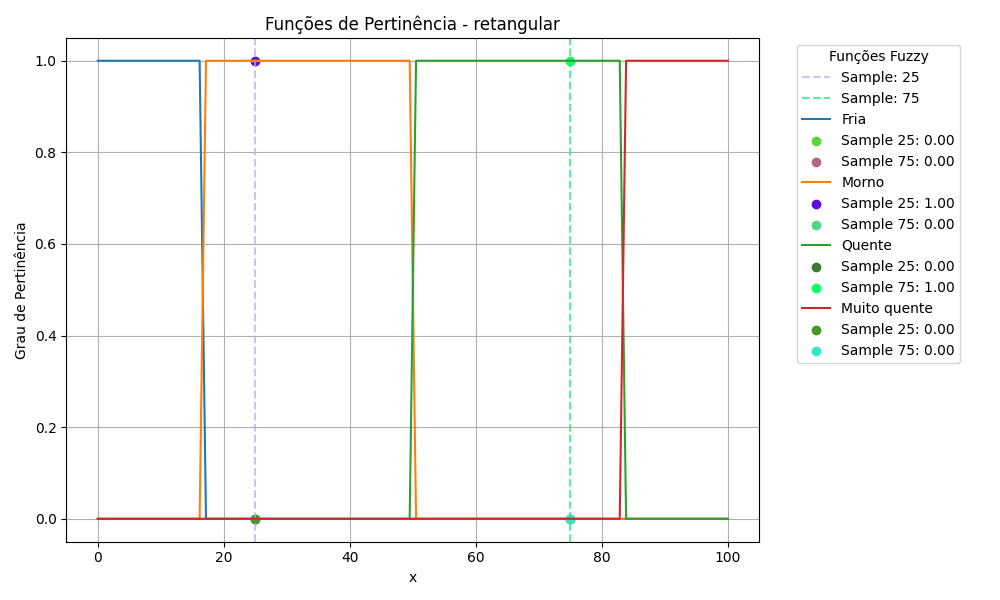 Funções de Pertinência - retangular
Grau de Pertinência
1.0
0.8
0.6
0.4
0.2
0.0
0
20
40
60
80
100
x
Funções Fuzzy
Sample: 25
Sample: 75
Fria
Sample 25: 0.00
Sample 75: 0.00
Morno
Sample 25: 1.00
Sample 75: 0.00
Quente
Sample 25: 0.00
Sample 75: 1.00
Muito quente
Sample 25: 0.00
Sample 75: 0.00